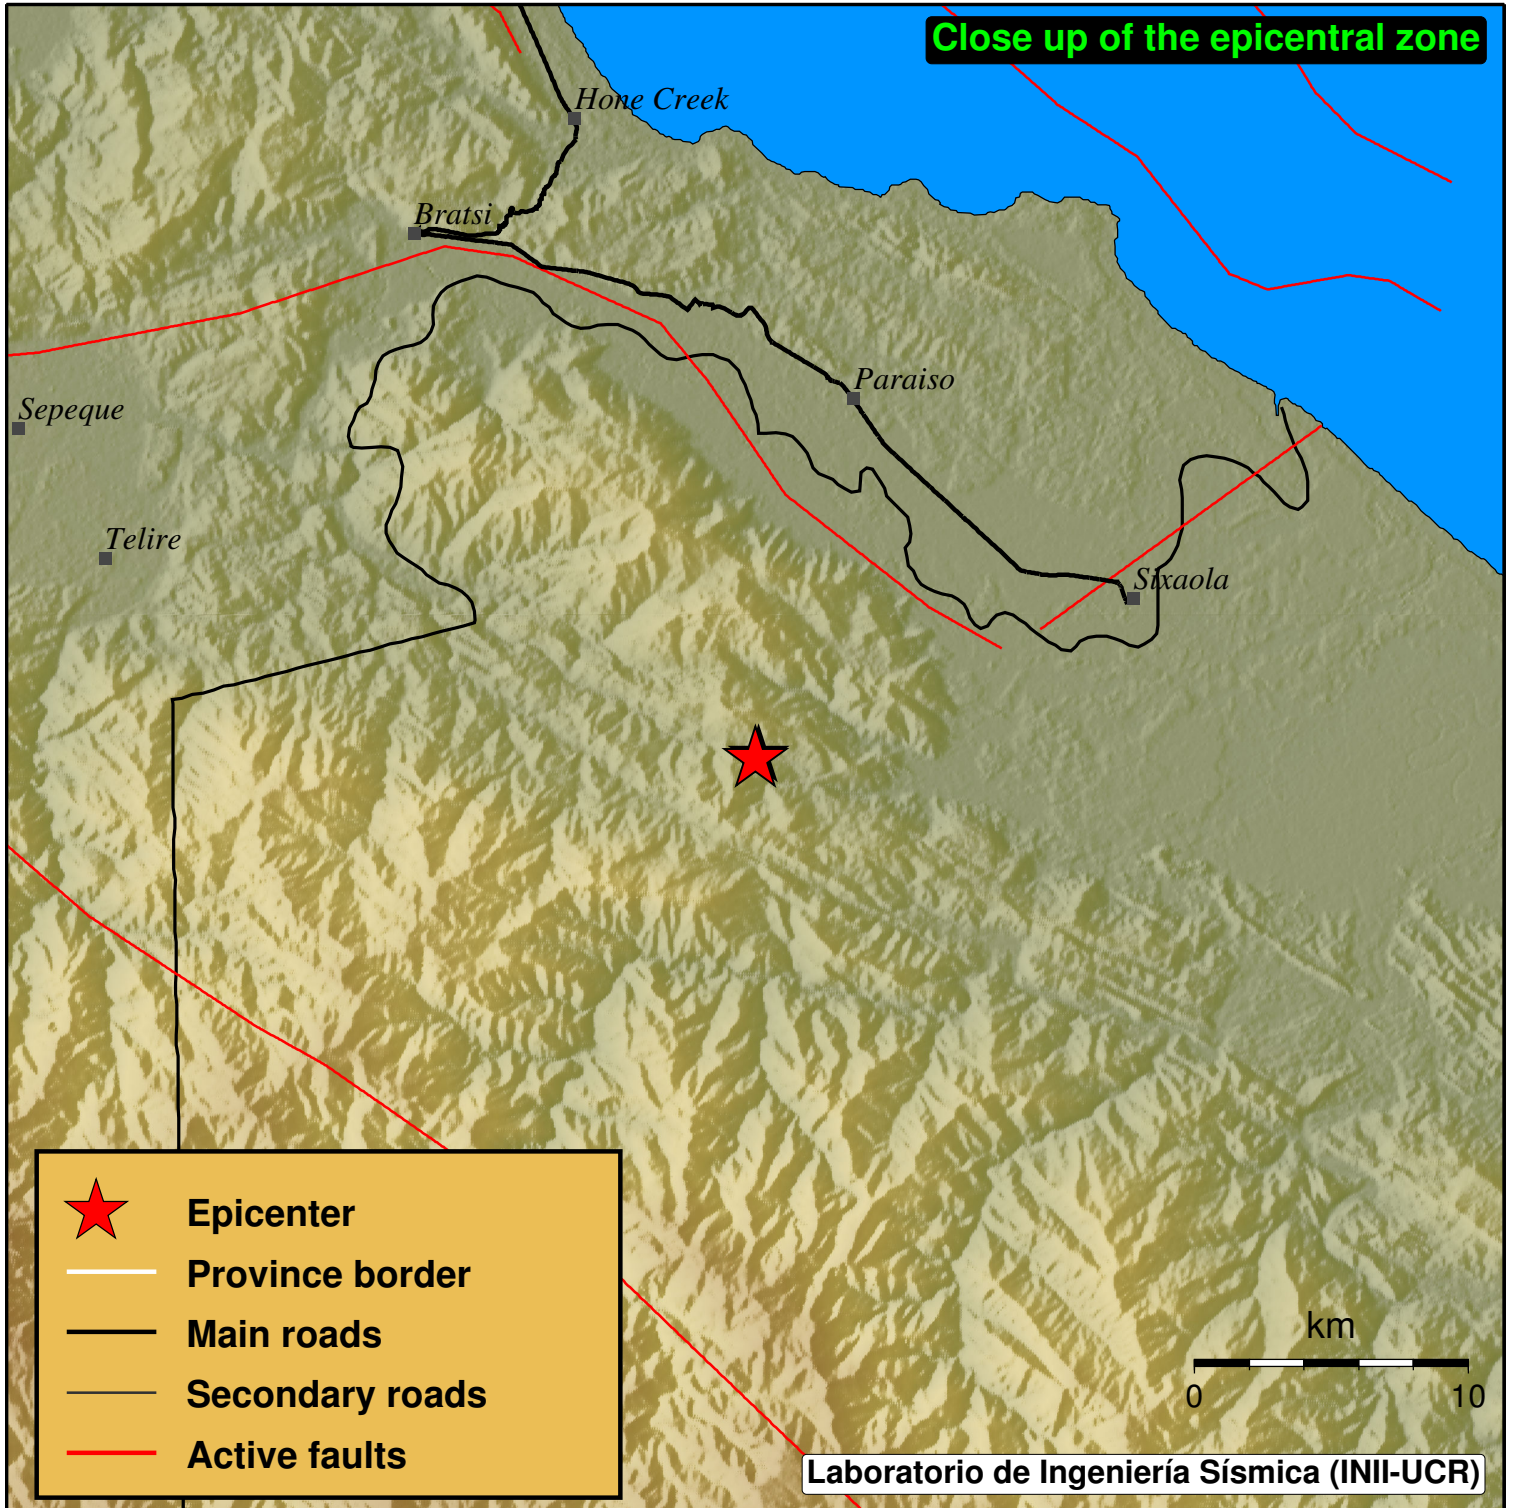 Close up of the epicentral zone
Hone Creek
Bratsi
Paraiso
Sepeque
Telire
Sixaola
Epicenter
Province border
Main roads
Secondary roads
Active faults
km
0 10
Laboratorio de Ingeniería Sísmica (INII-UCR)